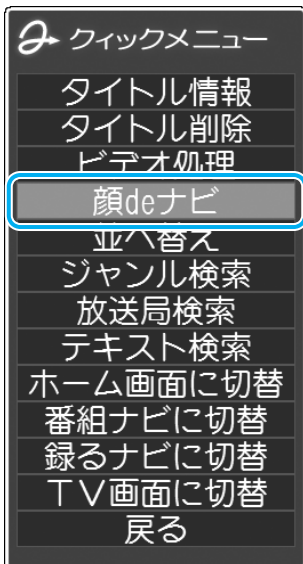 クイックメニュー
タイトル情報
タイトル削除
ビデオ処理
顔deナビ
並べ替え
ジャンル検索
放送局検索
テキスト検索
ホーム画面に切替
番組ナビに切替
録るナビに切替
TV画面に切替
戻る